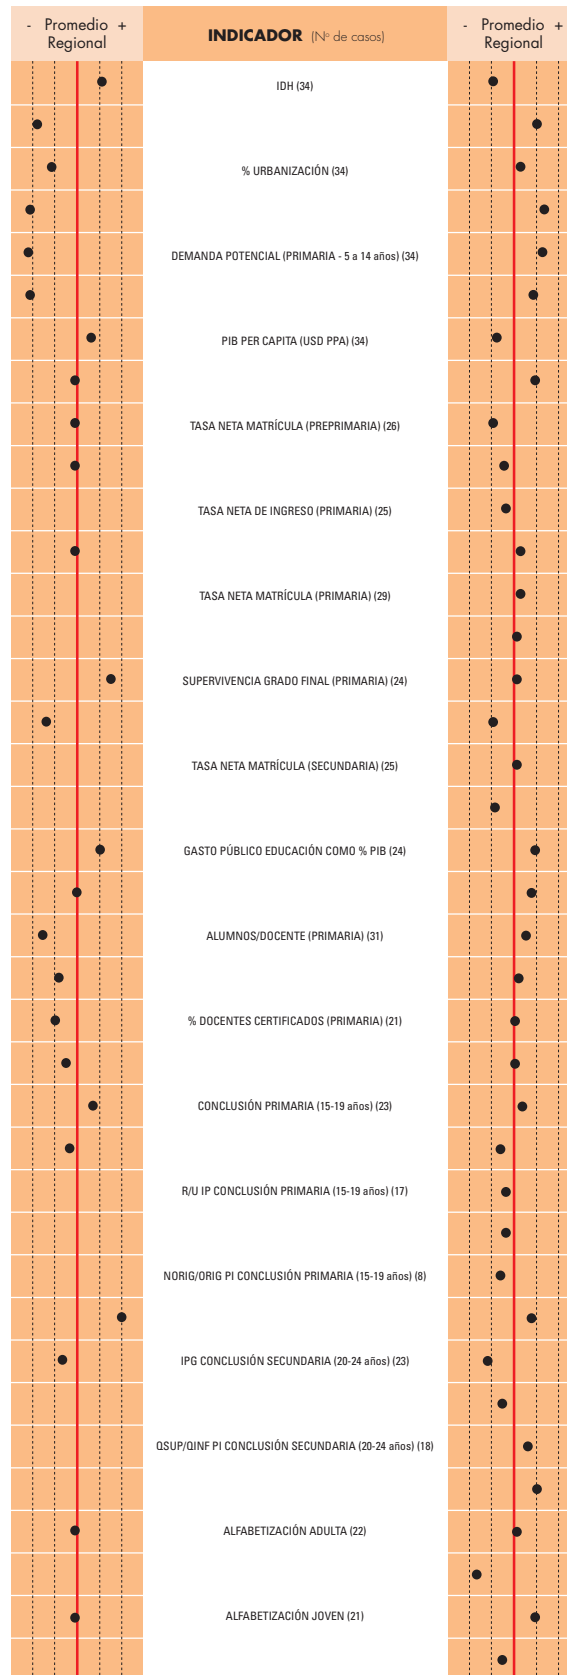 - Promedio +
Regional
INDICADOR (Nº de casos)
- Promedio +
Regional
IDH (34)
% URBANIZACIÓN (34)
DEMANDA POTENCIAL (PRIMARIA - 5 a 14 años) (34)
PIB PER CAPITA (USD PPA) (34)
TASA NETA MATRÍCULA (PREPRIMARIA) (26)
TASA NETA DE INGRESO (PRIMARIA) (25)
TASA NETA MATRÍCULA (PRIMARIA) (29)
SUPERVIVENCIA GRADO FINAL (PRIMARIA) (24)
TASA NETA MATRÍCULA (SECUNDARIA) (25)
GASTO PÚBLICO EDUCACIÓN COMO % PIB (24)
ALUMNOS/DOCENTE (PRIMARIA) (31)
% DOCENTES CERTIFICADOS (PRIMARIA) (21)
CONCLUSIÓN PRIMARIA (15-19 años) (23)
R/U IP CONCLUSIÓN PRIMARIA (15-19 años) (17)
NORIG/ORIG PI CONCLUSIÓN PRIMARIA (15-19 años) (8)
IPG CONCLUSIÓN SECUNDARIA (20-24 años) (23)
QSUP/QINF PI CONCLUSIÓN SECUNDARIA (20-24 años) (18)
ALFABETIZACIÓN ADULTA (22)
ALFABETIZACIÓN JOVEN (21)